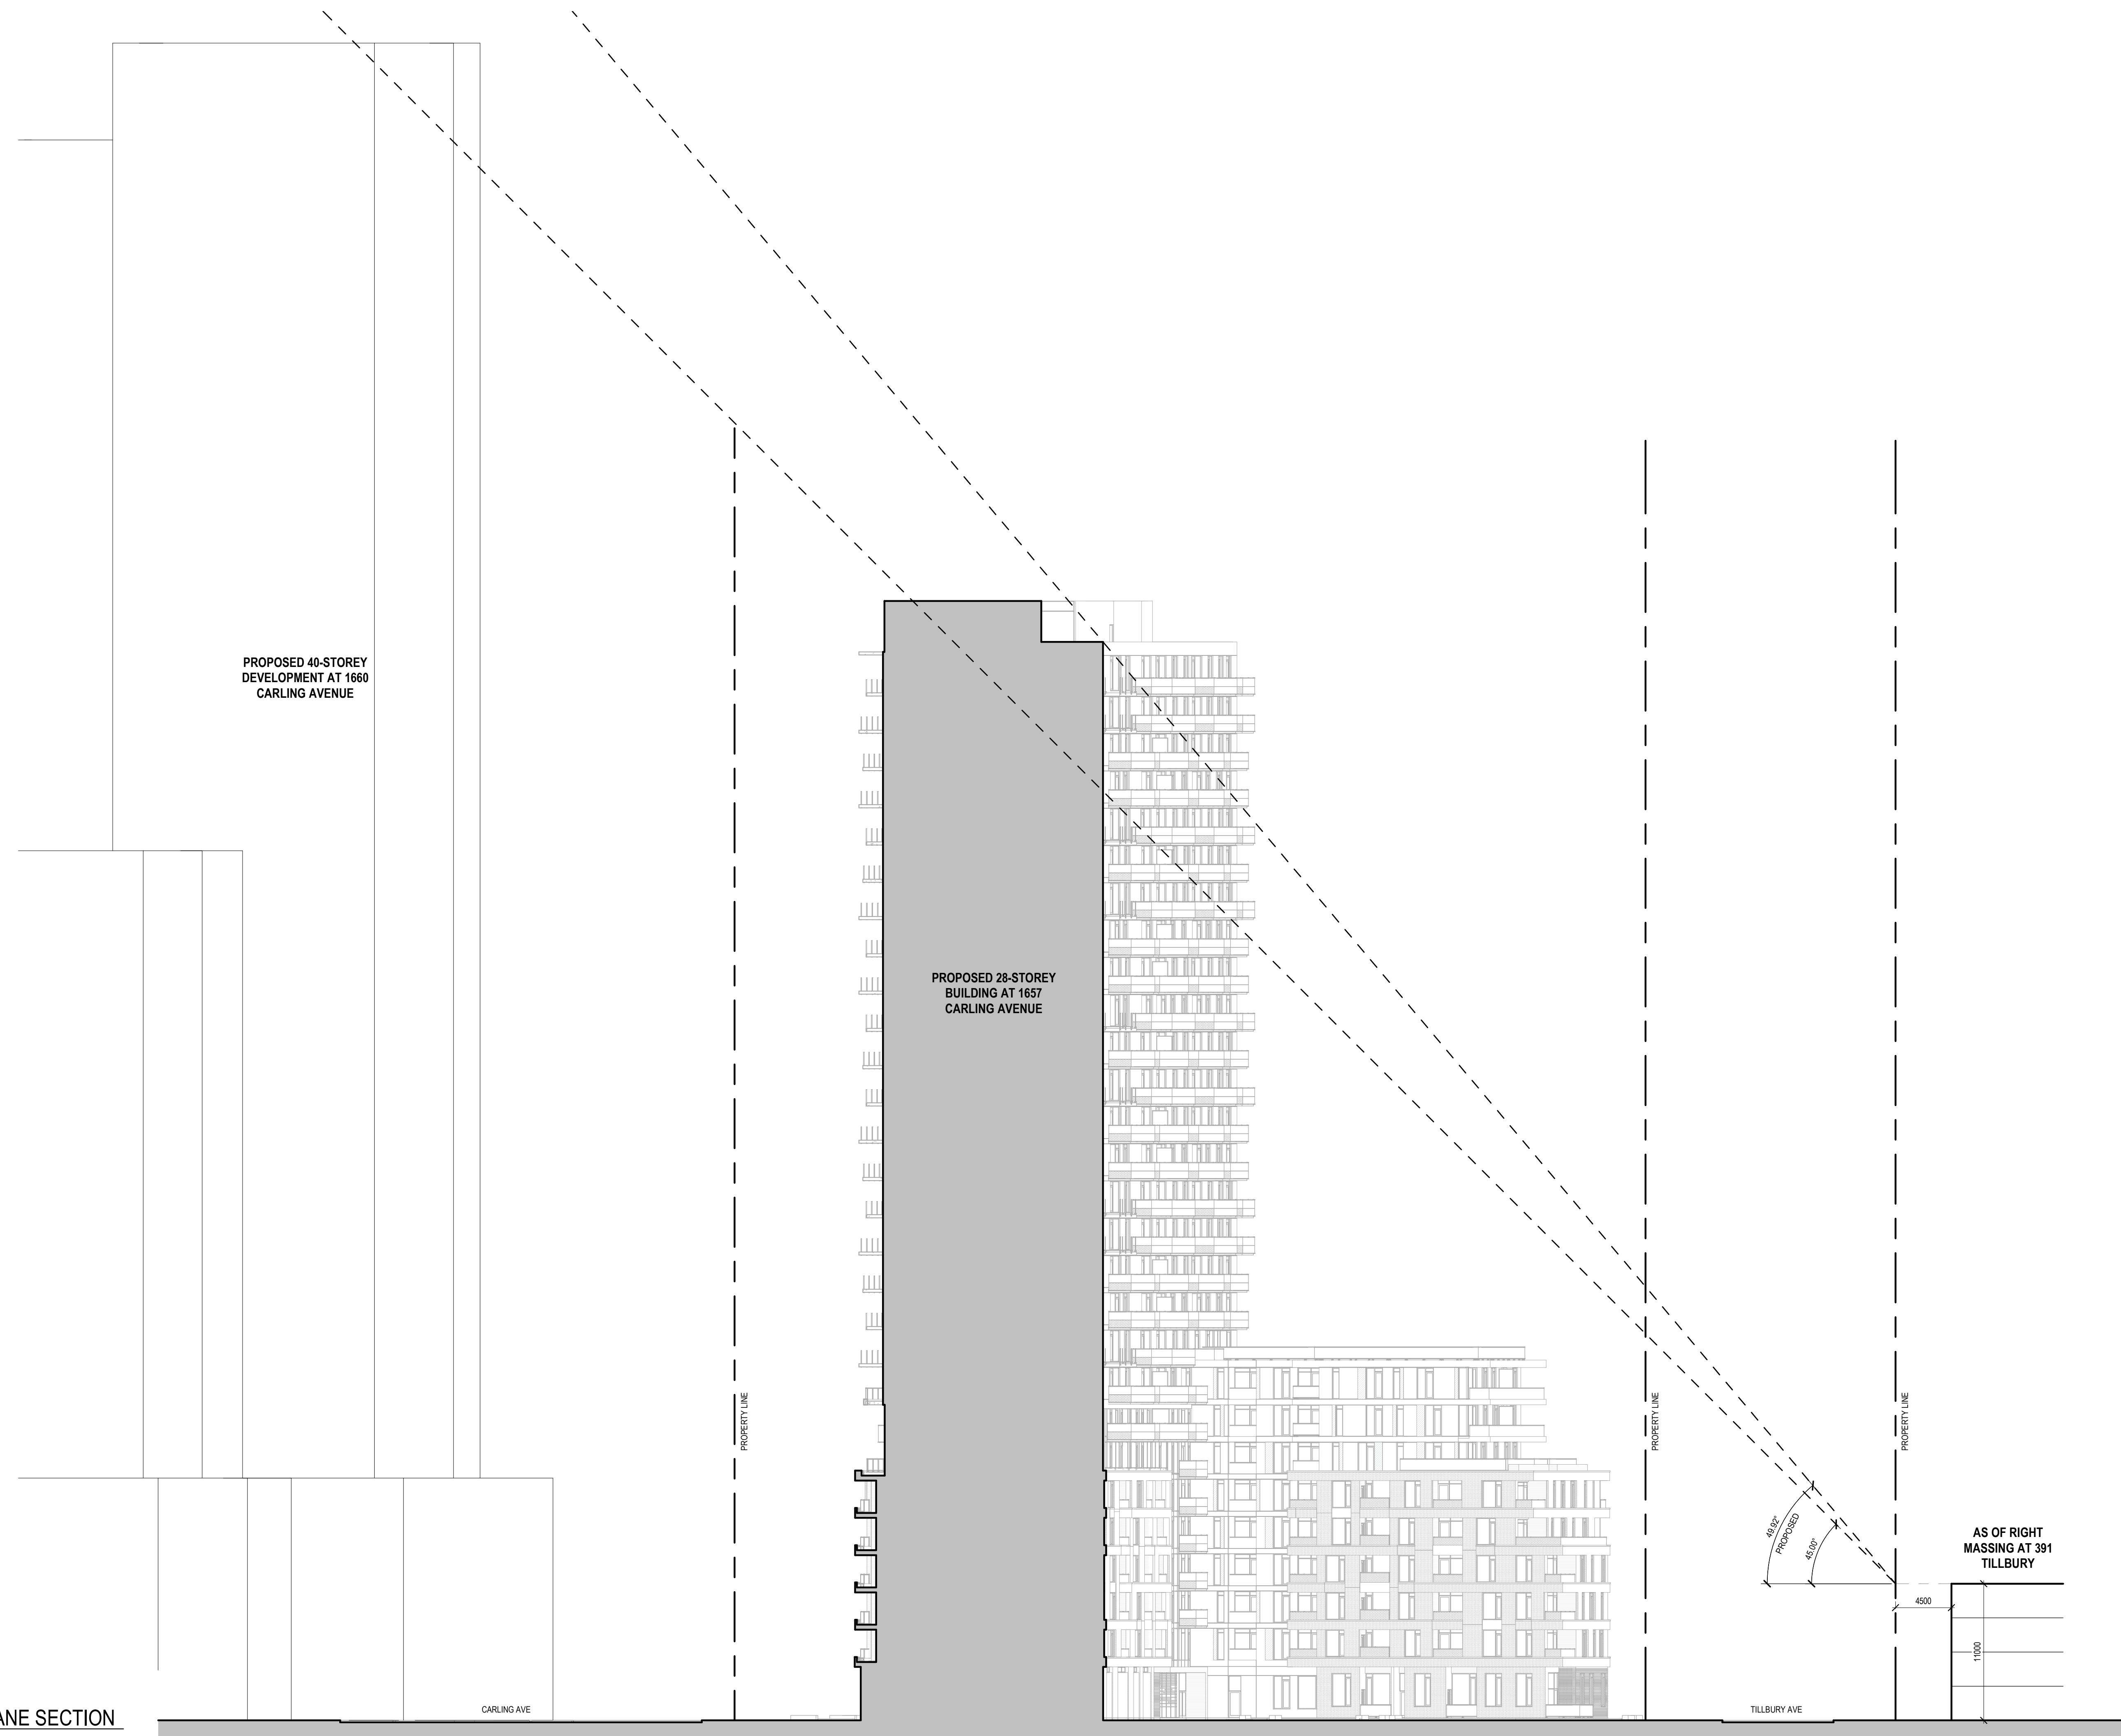 PROPOSED 40-STOREY
DEVELOPMENT AT 1660
CARLING AVENUE
PROPOSED 28-STOREY
BUILDING AT 1657
CARLING AVENUE
PROPERTY LINE
PROPERTY LINE
PROPERTY LINE
49.92°
PROPOSED
45.00°
AS OF RIGHT
MASSING AT 391
TILLBURY
4500
11000
CARLING AVE
TILLBURY AVE
ANE SECTION